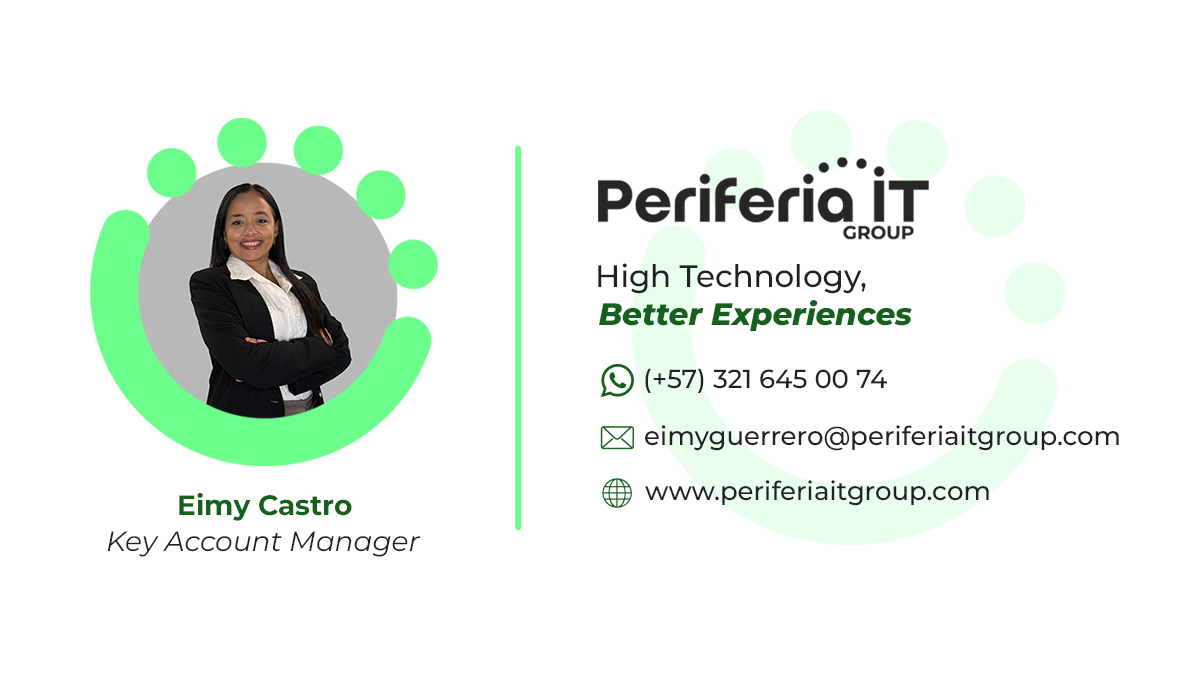 Eimy Castro
Key Account Manager
Periferia IT
GROUP
High Technology,
Better Experiences
(+57) 321 645 00 74
eimyguerrero@periferiaitgroup.com
www.periferiaitgroup.com